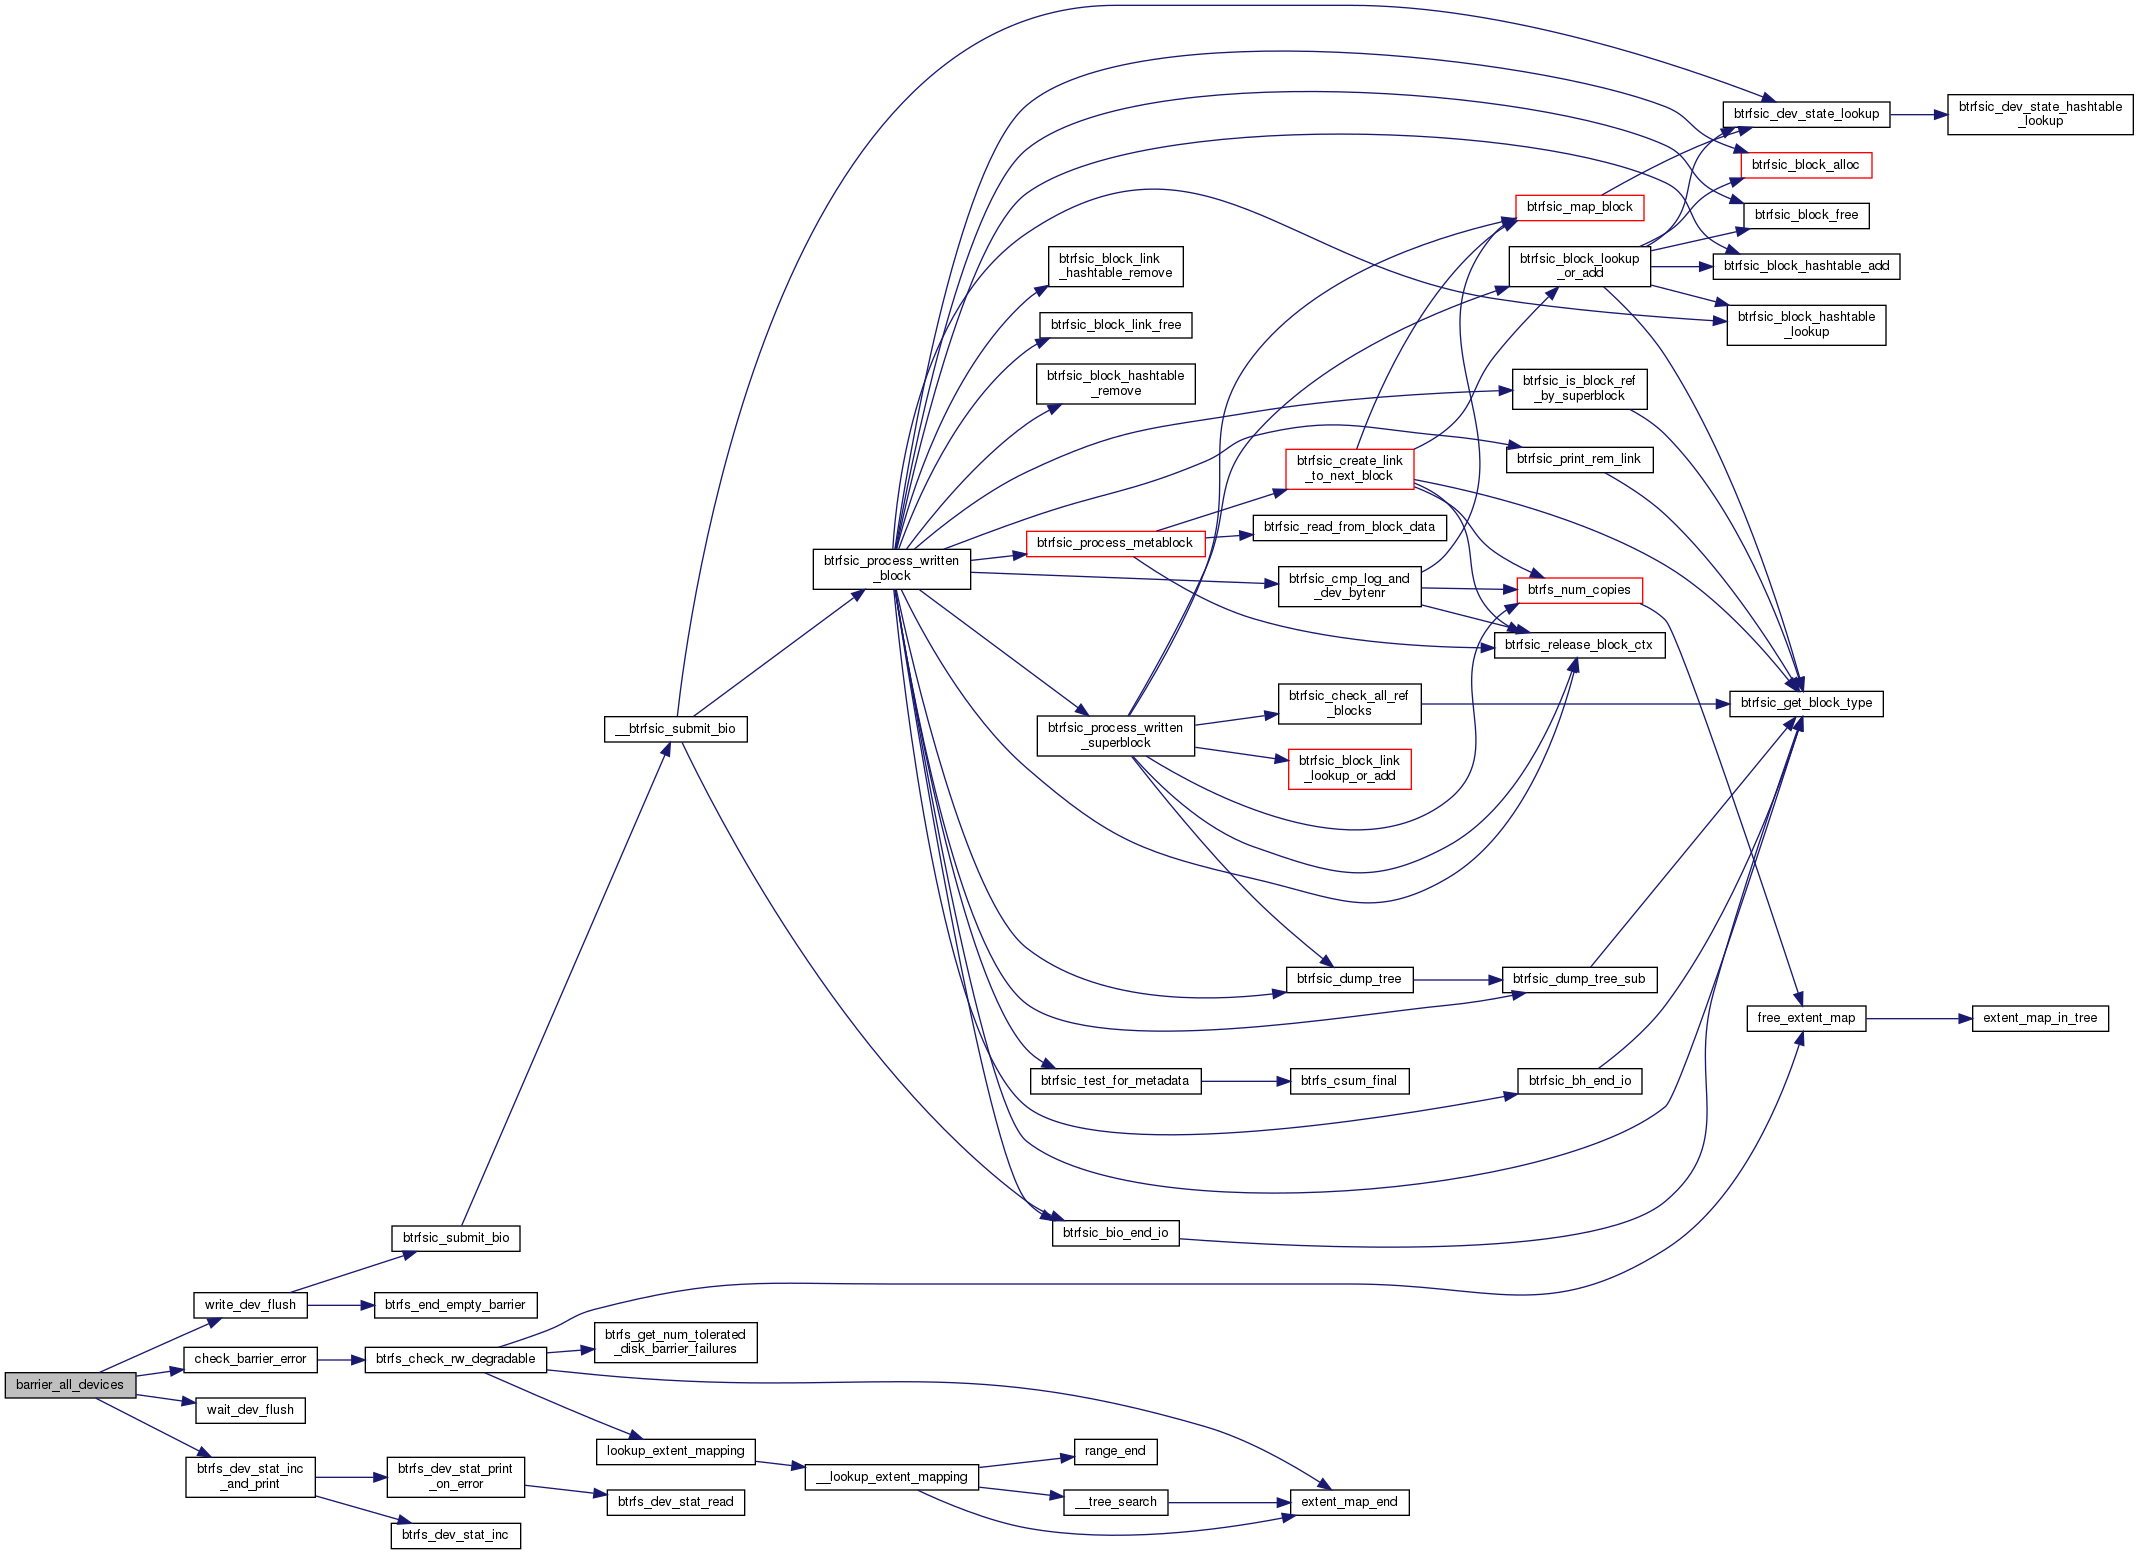 btrfsic_dev_state_lookup
btrfsic_dev_state_hashtable
_lookup
btrfsic_block_alloc
btrfsic_map_block
btrfsic_block_free
btrfsic_block_link
_hashtable_remove
btrfsic_block_lookup
_or_add
btrfsic_block_hashtable_add
btrfsic_block_link_free
btrfsic_block_hashtable
_lookup
btrfsic_block_hashtable
_remove
btrfsic_is_block_ref
_by_superblock
btrfsic_create_link
_to_next_block
btrfsic_print_rem_link
btrfsic_read_from_block_data
btrfsic_process_metablock
btrfsic_process_written
_block
btrfsic_cmp_log_and
_dev_bytenr
btrfs_num_copies
btrfsic_release_block_ctx
btrfsic_check_all_ref
_blocks
btrfsic_get_block_type
__btrfsic_submit_bio
btrfsic_process_written
_superblock
btrfsic_block_link
_lookup_or_add
btrfsic_dump_tree
btrfsic_dump_tree_sub
free_extent_map
extent_map_in_tree
btrfsic_test_for_metadata
btrfs_csum_final
btrfsic_bh_end_io
btrfsic_submit_bio
btrfsic_bio_end_io
write_dev_flush
btrfs_end_empty_barrier
btrfs_get_num_tolerated
_disk_barrier_failures
check_barrier_error
btrfs_check_rw_degradable
barrier_all_devices
wait_dev_flush
lookup_extent_mapping
range_end
btrfs_dev_stat_inc
_and_print
btrfs_dev_stat_print
_on_error
__lookup_extent_mapping
btrfs_dev_stat_read
__tree_search
extent_map_end
btrfs_dev_stat_inc